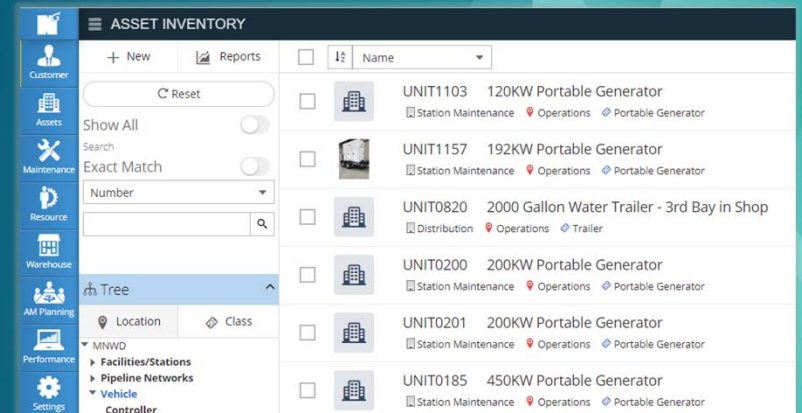 ASSET INVENTORY
Customer
Assets
Maintenance
Resource
Warehouse
AM Planning
Performance
Settings
+ New
Reports
Reset
Show All
Search
Exact Match
Number
Tree
Location
Class
MNWD
Facilities/Stations
Pipeline Networks
Vehicle
Controller
Name
UNIT1103 120KW Portable Generator
Station Maintenance Operations Portable Generator
UNIT1157 192KW Portable Generator
Station Maintenance Operations Portable Generator
UNIT0820 2000 Gallon Water Trailer - 3rd Bay in Shop
Distribution Operations Trailer
UNIT0200 200KW Portable Generator
Station Maintenance Operations Portable Generator
UNIT0201 200KW Portable Generator
Station Maintenance Operations Portable Generator
UNIT0185 450KW Portable Generator
Station Maintenance Operations Portable Generator